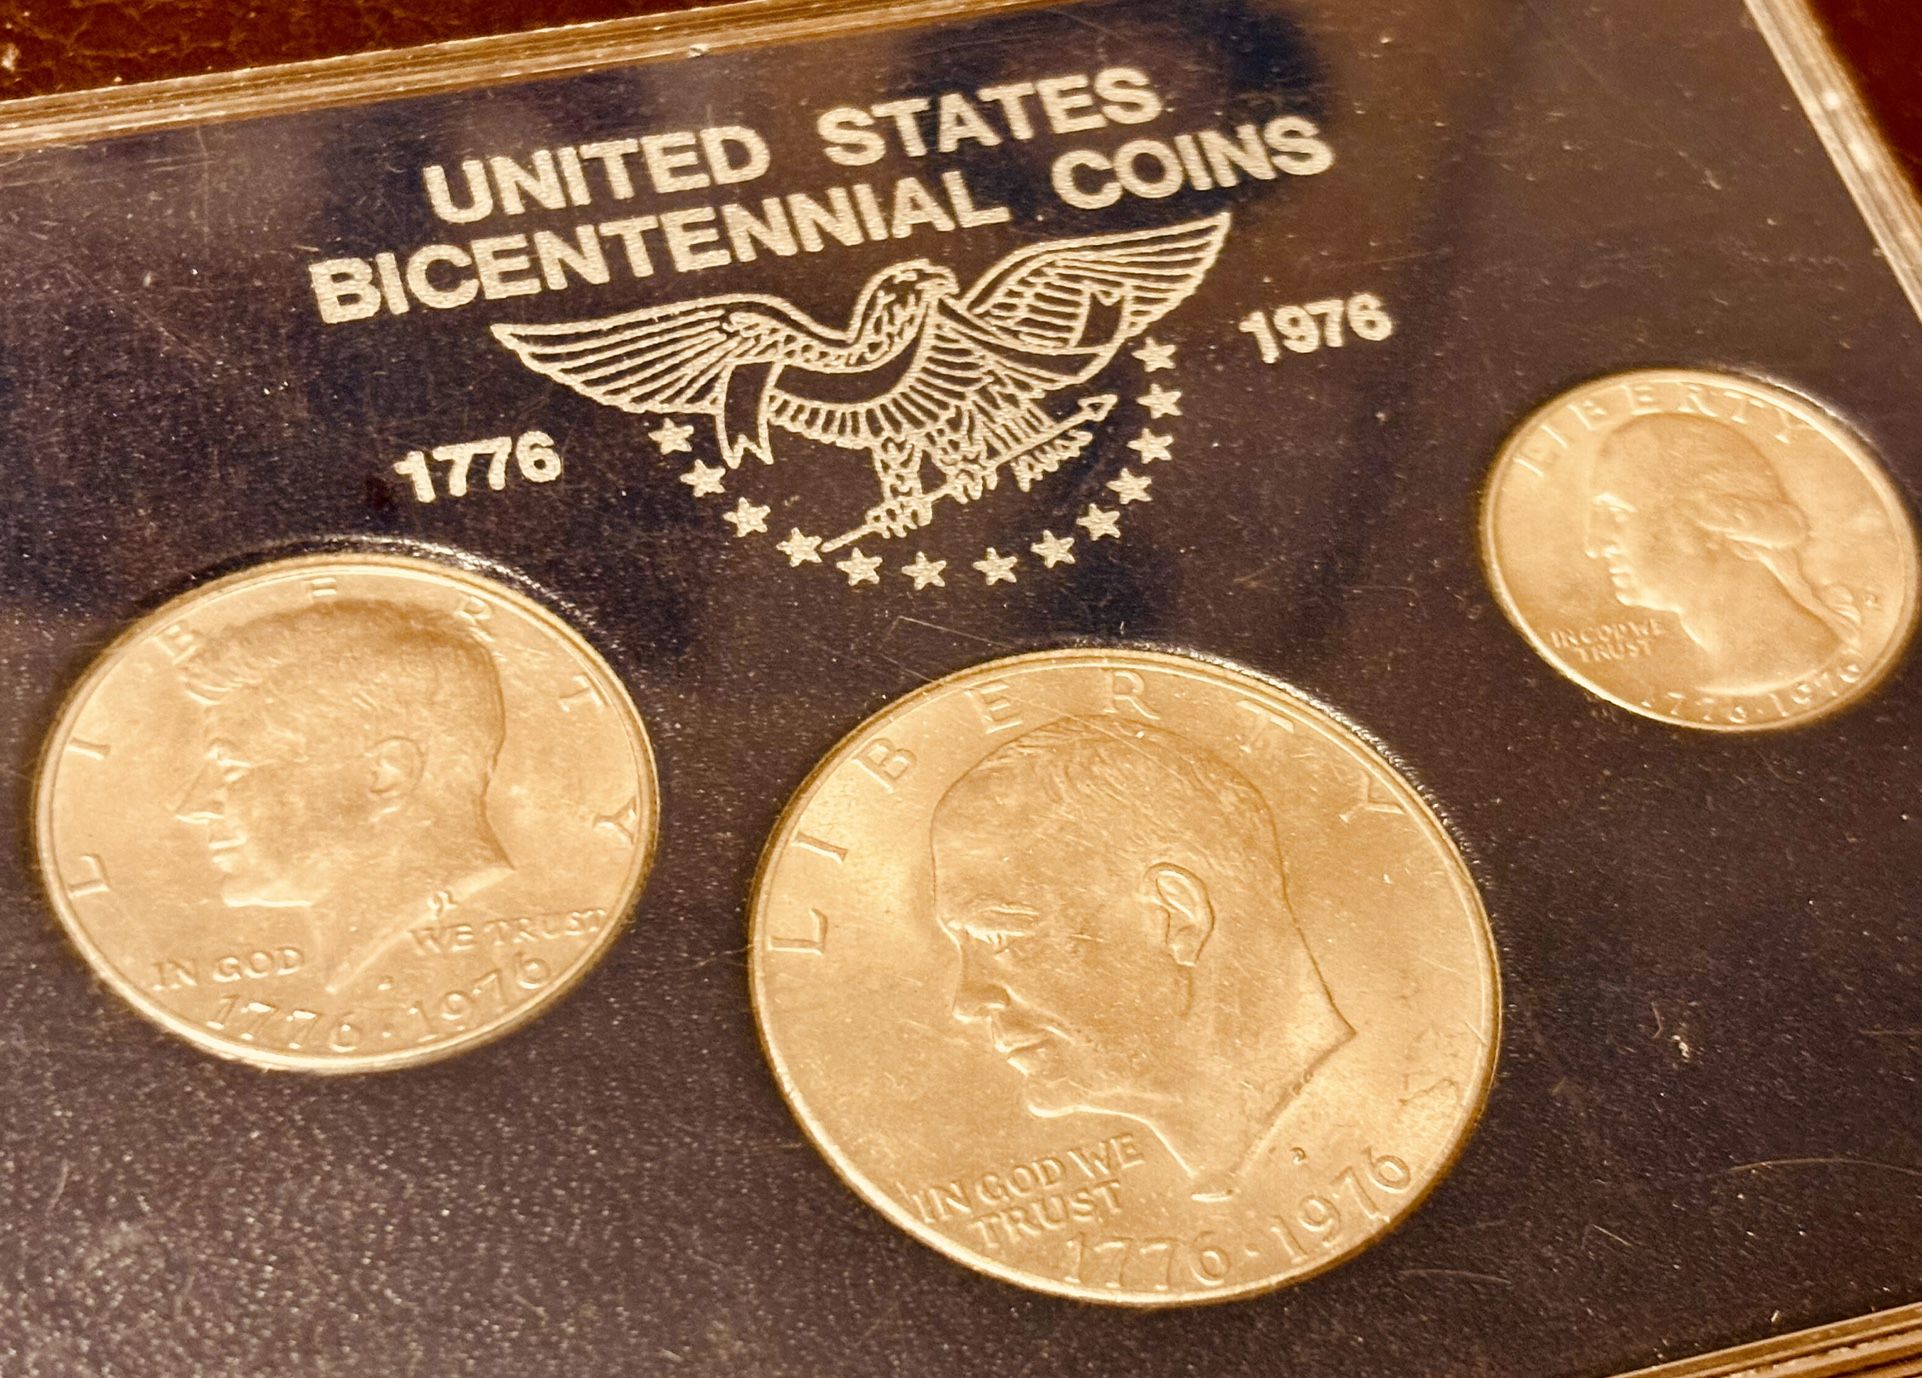 UNITED STATES
BICENTENNIAL COINS
1776
1976
LIBERTY
IN GOD
WE TRUST
1776·1976
LIBERTY
IN GOD WE
TRUST
D
1776·1976
LIBERTY
IN GOD WE
TRUST
1776·1976